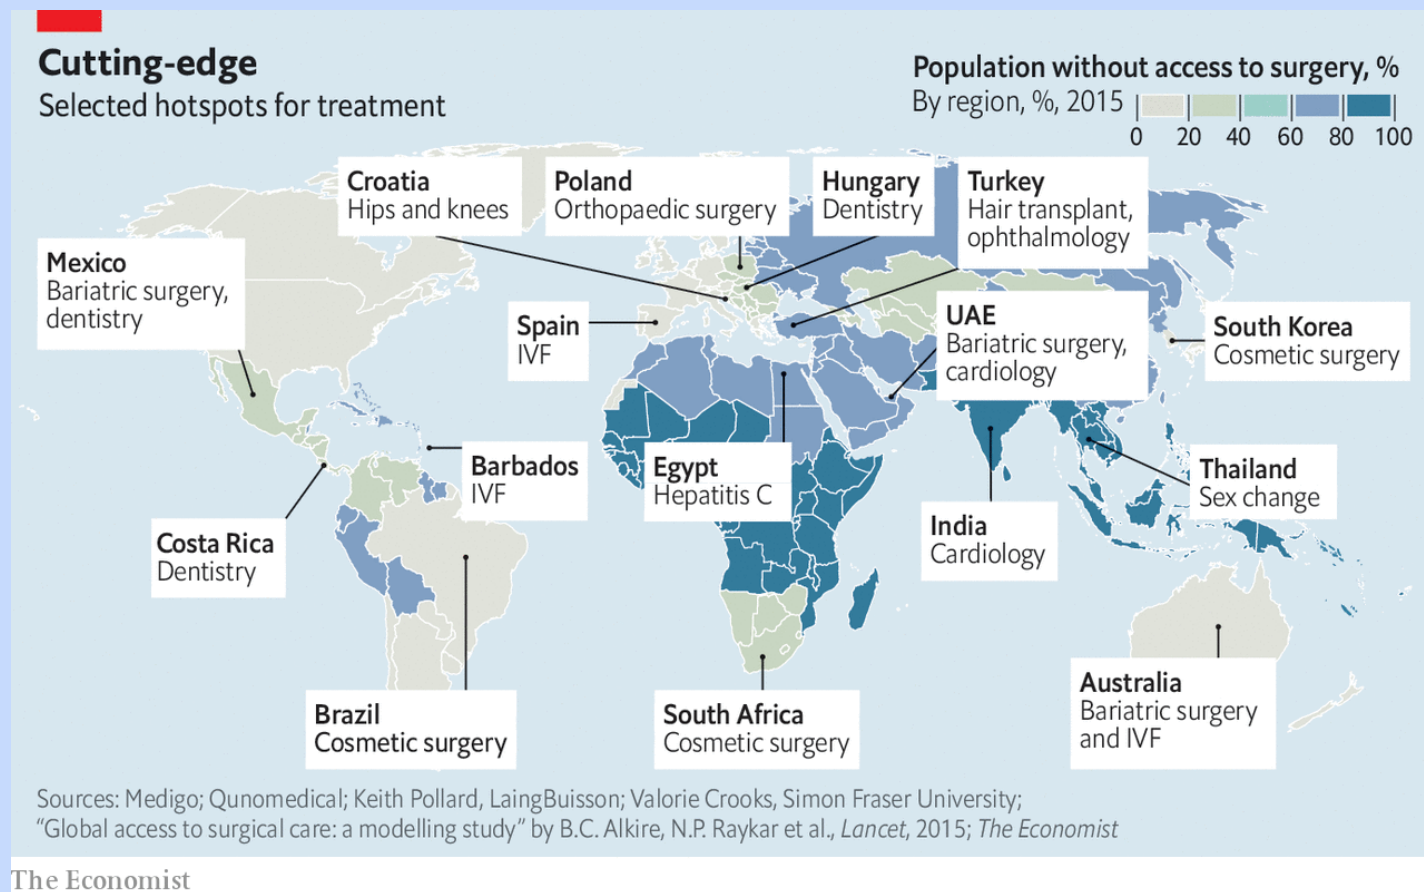 Cutting-edge
Selected hotspots for treatment
Population without access to surgery, %
By region, %, 2015
0 20 40 60 80 100
Croatia
Hips and knees
Poland
Orthopaedic surgery
Hungary
Dentistry
Turkey
Hair transplant,
ophthalmology
Mexico
Bariatric surgery,
dentistry
Spain
IVF
UAE
Bariatric surgery,
cardiology
South Korea
Cosmetic surgery
Barbados
IVF
Egypt
Hepatitis C
Thailand
Sex change
Costa Rica
Dentistry
India
Cardiology
Brazil
Cosmetic surgery
South Africa
Cosmetic surgery
Australia
Bariatric surgery
and IVF
Sources: Medigo; Qunomedical; Keith Pollard, LaingBuisson; Valorie Crooks, Simon Fraser University;
“Global access to surgical care: a modelling study” by B.C. Alkire, N.P. Raykar et al., Lancet, 2015; The Economist
The Economist